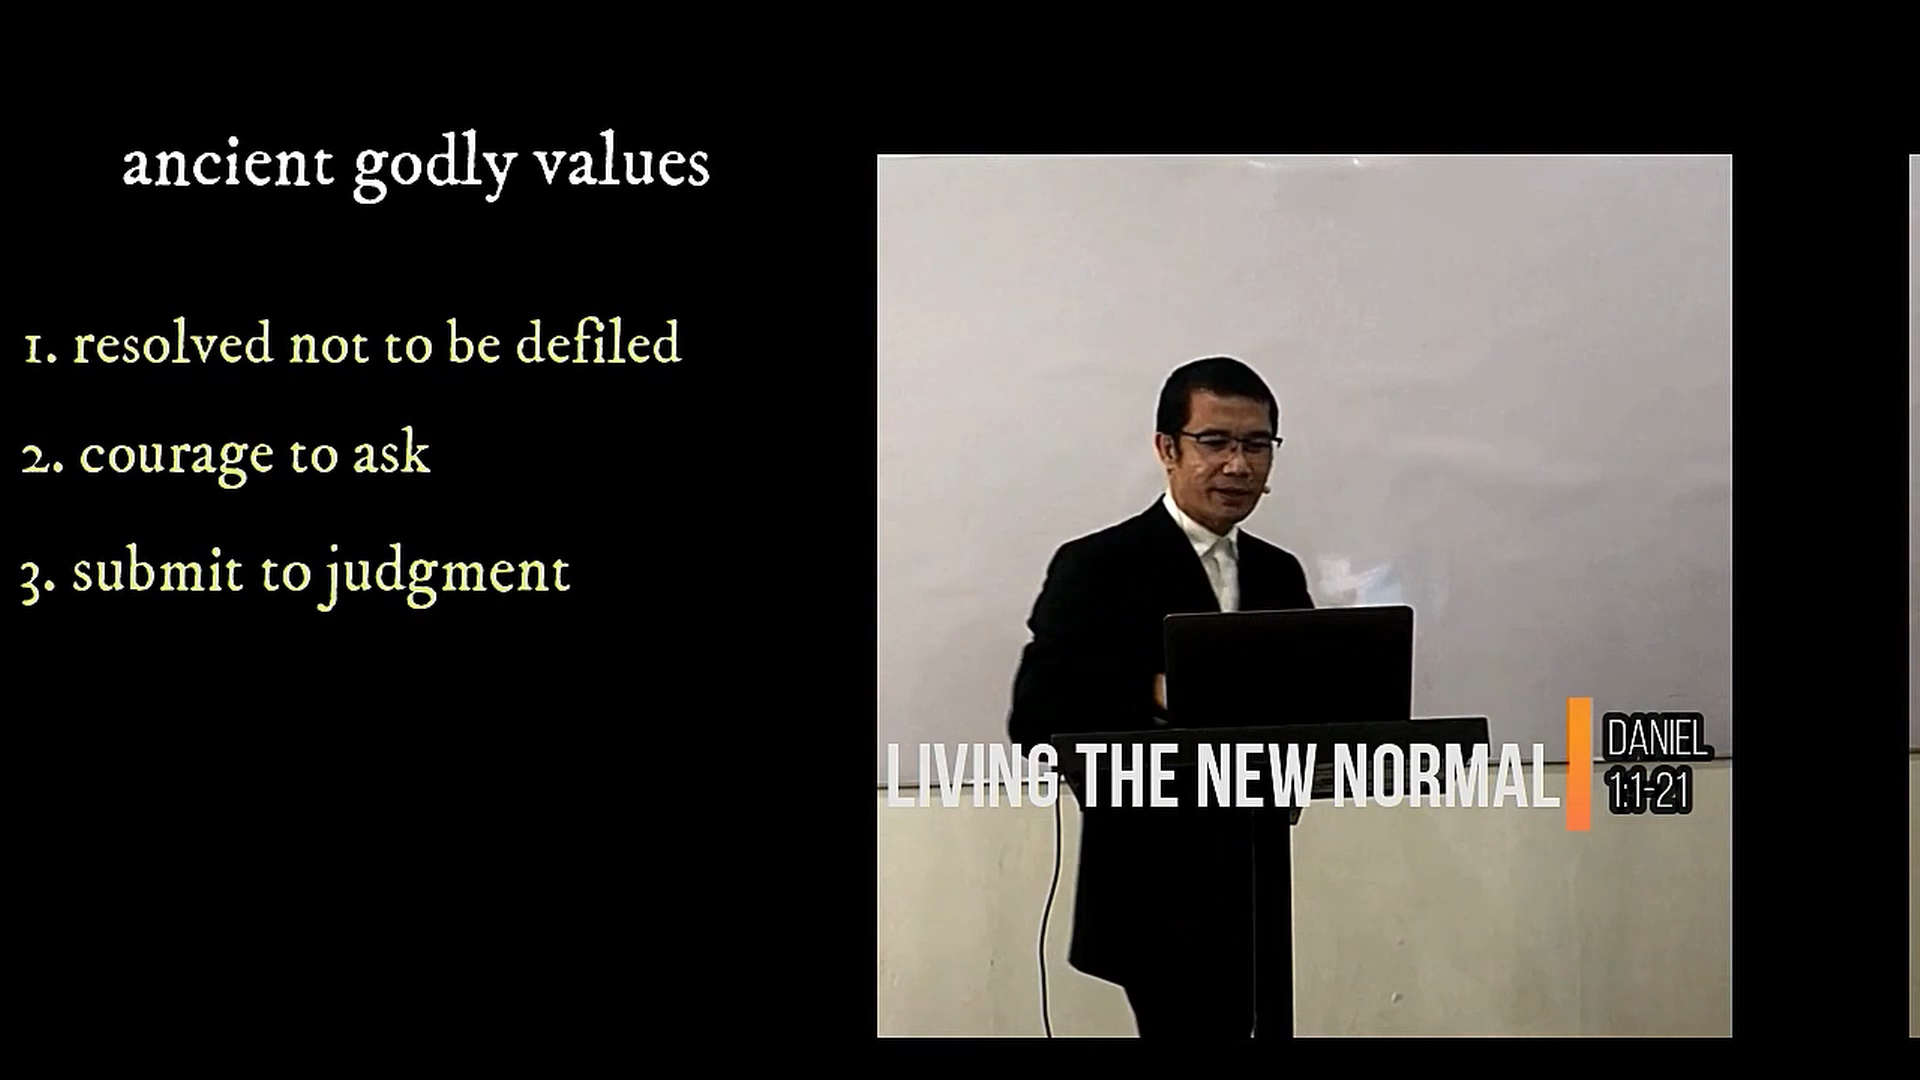 ancient godly values
1. resolved not to be defiled
2. courage to ask
3. submit to judgment
LIVING THE NEW NORMAL
DANIEL
1:1-21